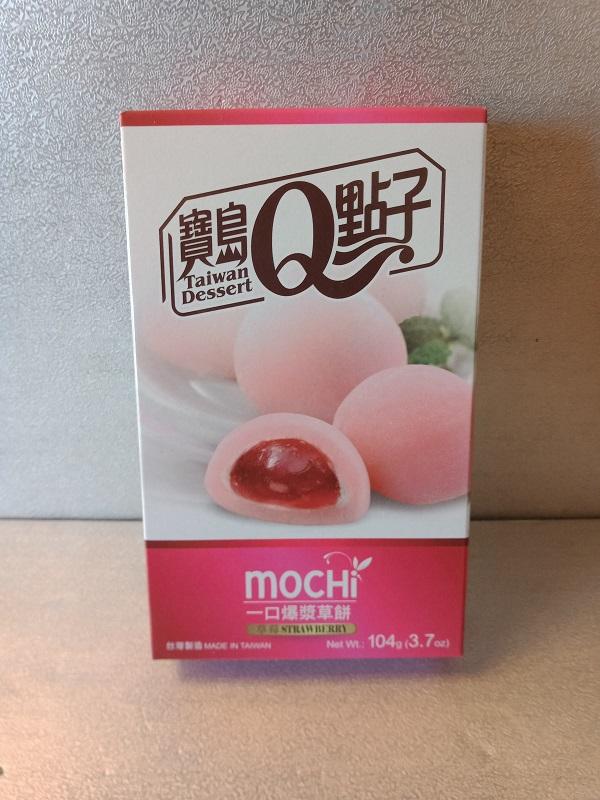 寶島Q點子
Taiwan
Dessert
mocHi
一口爆漿草餅
草莓 STRAWBERRY
台灣製造 MADE IN TAIWAN
Net Wt.: 104g (3.7oz)